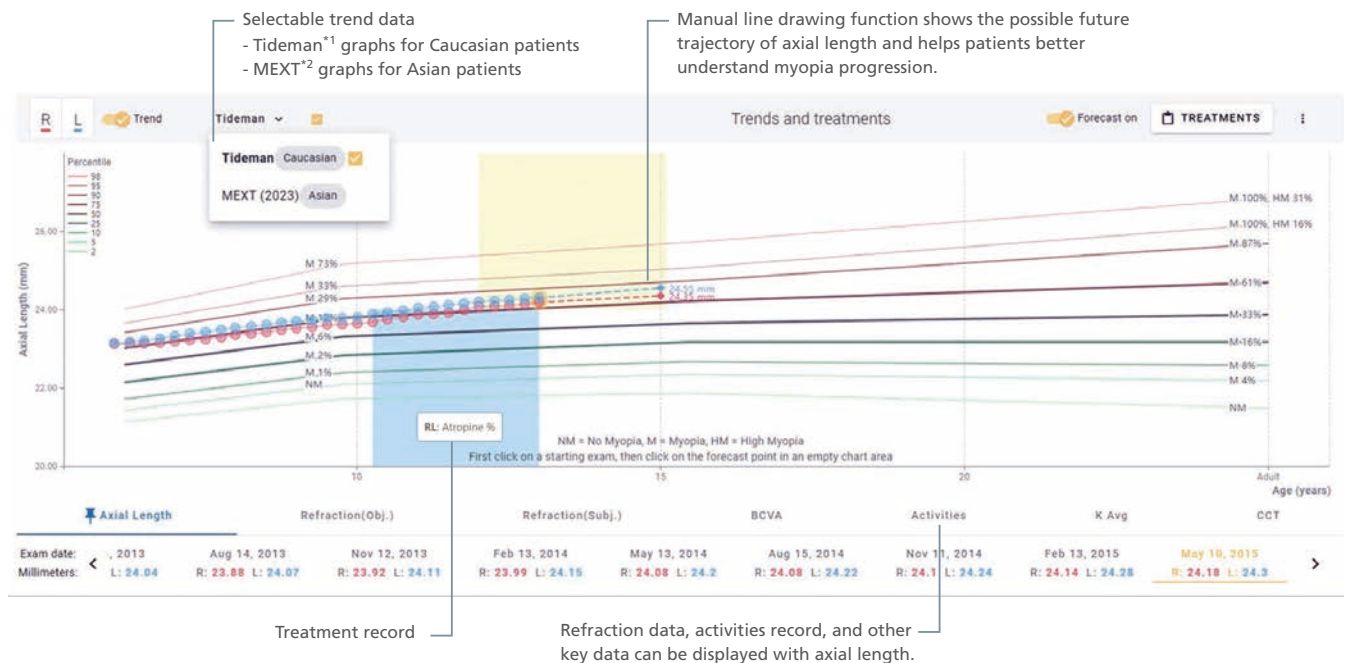 Selectable trend data
- Tideman*1 graphs for Caucasian patients
- MEXT*2 graphs for Asian patients
Manual line drawing function shows the possible future
trajectory of axial length and helps patients better
understand myopia progression.
R L Trend Tideman Trends and treatments Forecast on TREATMENTS
Tideman Caucasian
MEXT (2023) Asian
Percentile
98
95
90
75
50
25
10
5
2
Axial Length (mm)
26.00
24.00
22.00
20.00
M 73%
M 33%
M 29%
M,6%
M,2%
M,1%
NM
M 100%, HM 31%
M 100%, HM 16%
M 87%
M 61%
M 33%
M 16%
M 8%
M 4%
NM
24.55 mm
24.35 mm
RL: Atropine %
NM = No Myopia, M = Myopia, HM = High Myopia
First click on a starting exam, then click on the forecast point in an empty chart area
10 15 20 Adult
Age (years)
Axial Length Refraction(Obj.) Refraction(Subj.) BCVA Activities K Avg CCT
Exam date: , 2013 Aug 14, 2013 Nov 12, 2013 Feb 13, 2014 May 13, 2014 Aug 15, 2014 Nov 11, 2014 Feb 13, 2015 May 10, 2015
Millimeters: L: 24.04 R: 23.88 L: 24.07 R: 23.92 L: 24.11 R: 23.99 L: 24.15 R: 24.08 L: 24.2 R: 24.08 L: 24.22 R: 24.1 L: 24.24 R: 24.14 L: 24.28 R: 24.18 L: 24.3
Treatment record
Refraction data, activities record, and other
key data can be displayed with axial length.